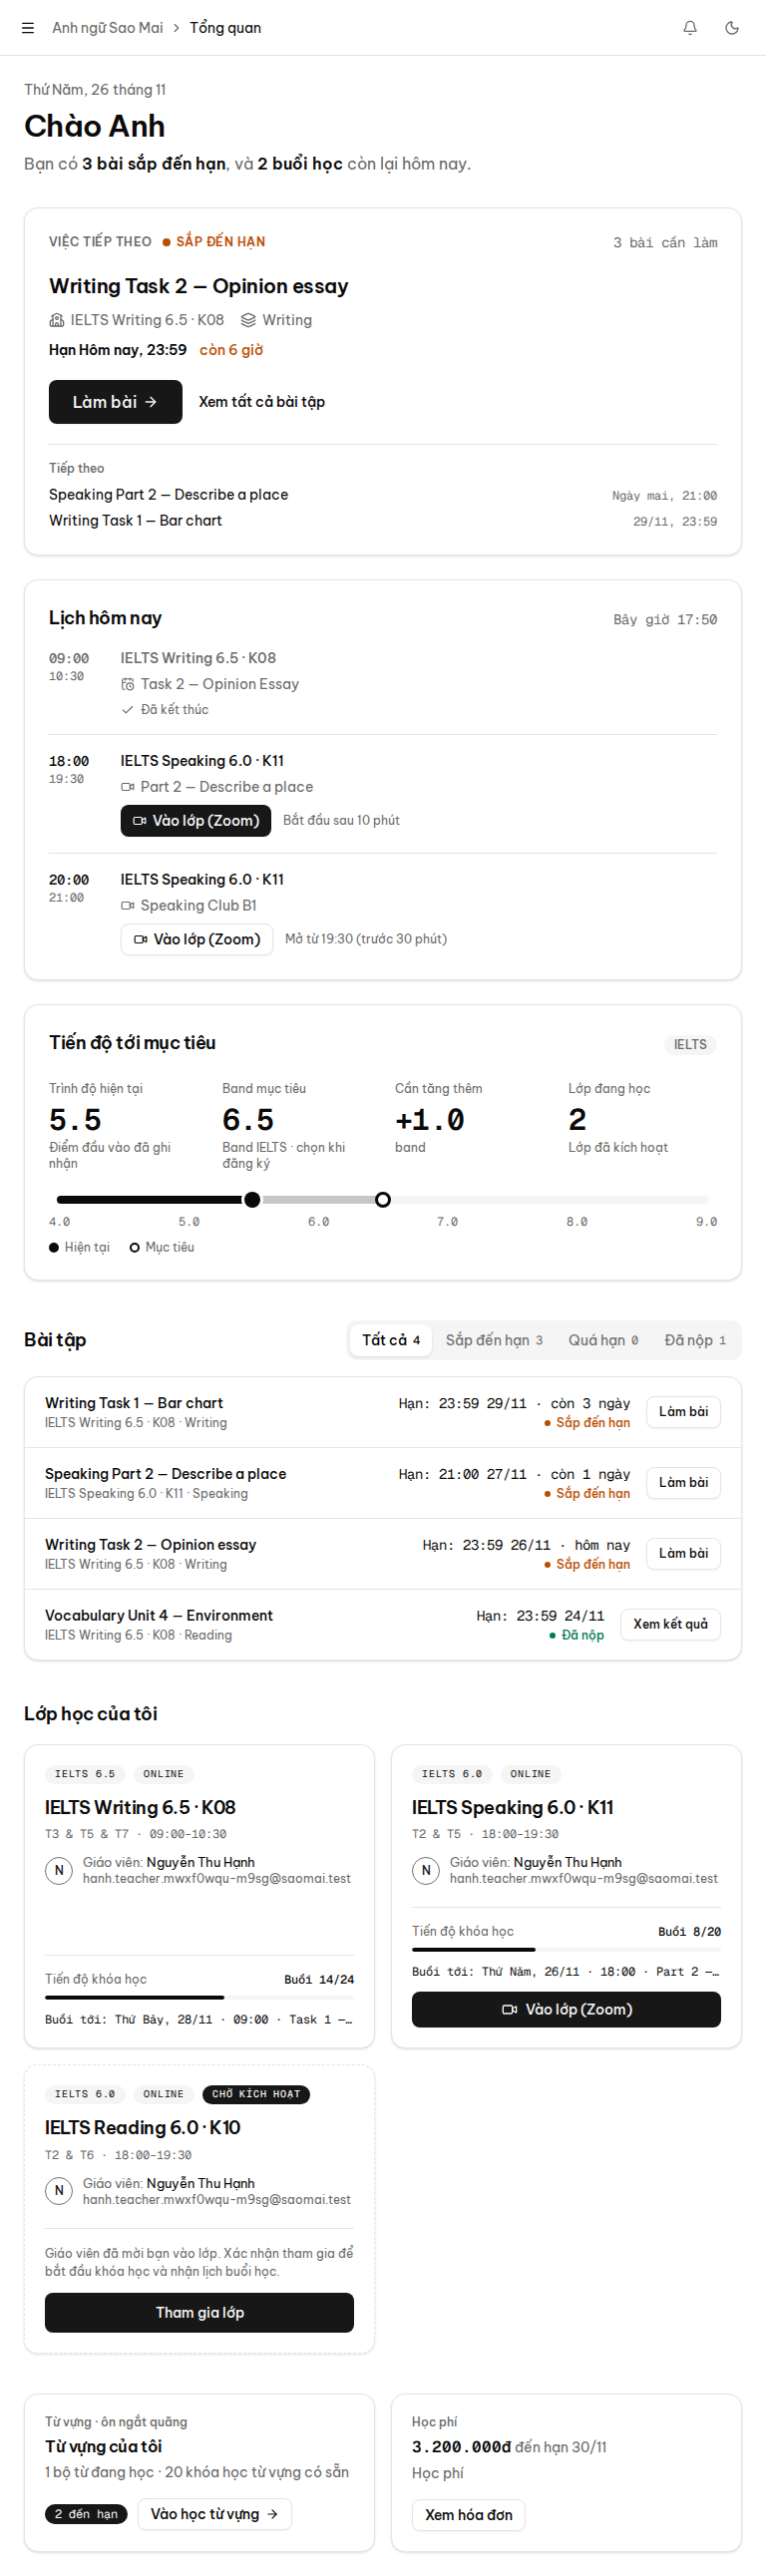 Anh ngữ Sao Mai > Tổng quan
Thứ Năm, 26 tháng 11
Chào Anh
Bạn có 3 bài sắp đến hạn, và 2 buổi học còn lại hôm nay.
VIỆC TIẾP THEO SẮP ĐẾN HẠN 3 bài cần làm
Writing Task 2 — Opinion essay
IELTS Writing 6.5 · K08 Writing
Hạn Hôm nay, 23:59 còn 6 giờ
Làm bài → Xem tất cả bài tập
Tiếp theo
Speaking Part 2 — Describe a place Ngày mai, 21:00
Writing Task 1 — Bar chart 29/11, 23:59
Lịch hôm nay Bây giờ 17:50
09:00 IELTS Writing 6.5 · K08
10:30 Task 2 — Opinion Essay
Đã kết thúc
18:00 IELTS Speaking 6.0 · K11
19:30 Part 2 — Describe a place
Vào lớp (Zoom) Bắt đầu sau 10 phút
20:00 IELTS Speaking 6.0 · K11
21:00 Speaking Club B1
Vào lớp (Zoom) Mở từ 19:30 (trước 30 phút)
Tiến độ tới mục tiêu IELTS
Trình độ hiện tại Band mục tiêu Cần tăng thêm Lớp đang học
5.5 6.5 +1.0 2
Điểm đầu vào đã ghi nhận Band IELTS · chọn khi đăng ký band Lớp đã kích hoạt
4.0 5.0 6.0 7.0 8.0 9.0
Hiện tại Mục tiêu
Bài tập Tất cả 4 Sắp đến hạn 3 Quá hạn 0 Đã nộp 1
Writing Task 1 — Bar chart Hạn: 23:59 29/11 · còn 3 ngày Làm bài
IELTS Writing 6.5 · K08 · Writing Sắp đến hạn
Speaking Part 2 — Describe a place Hạn: 21:00 27/11 · còn 1 ngày Làm bài
IELTS Speaking 6.0 · K11 · Speaking Sắp đến hạn
Writing Task 2 — Opinion essay Hạn: 23:59 26/11 · hôm nay Làm bài
IELTS Writing 6.5 · K08 · Writing Sắp đến hạn
Vocabulary Unit 4 — Environment Hạn: 23:59 24/11 Xem kết quả
IELTS Writing 6.5 · K08 · Reading Đã nộp
Lớp học của tôi
IELTS 6.5 ONLINE
IELTS Writing 6.5 · K08
T3 & T5 & T7 · 09:00–10:30
N Giáo viên: Nguyễn Thu Hạnh
hanh.teacher.mwxf0wqu-m9sg@saomai.test
Tiến độ khóa học Buổi 14/24
Buổi tới: Thứ Bảy, 28/11 · 09:00 · Task 1 —…
IELTS 6.0 ONLINE
IELTS Speaking 6.0 · K11
T2 & T5 · 18:00–19:30
N Giáo viên: Nguyễn Thu Hạnh
hanh.teacher.mwxf0wqu-m9sg@saomai.test
Tiến độ khóa học Buổi 8/20
Buổi tới: Thứ Năm, 26/11 · 18:00 · Part 2 —…
Vào lớp (Zoom)
IELTS 6.0 ONLINE CHỜ KÍCH HOẠT
IELTS Reading 6.0 · K10
T2 & T6 · 18:00–19:30
N Giáo viên: Nguyễn Thu Hạnh
hanh.teacher.mwxf0wqu-m9sg@saomai.test
Giáo viên đã mời bạn vào lớp. Xác nhận tham gia để
bắt đầu khóa học và nhận lịch buổi học.
Tham gia lớp
Từ vựng · ôn ngắt quãng
Từ vựng của tôi
1 bộ từ đang học · 20 khóa học từ vựng có sẵn
2 đến hạn Vào học từ vựng →
Học phí
3.200.000đ đến hạn 30/11
Học phí
Xem hóa đơn